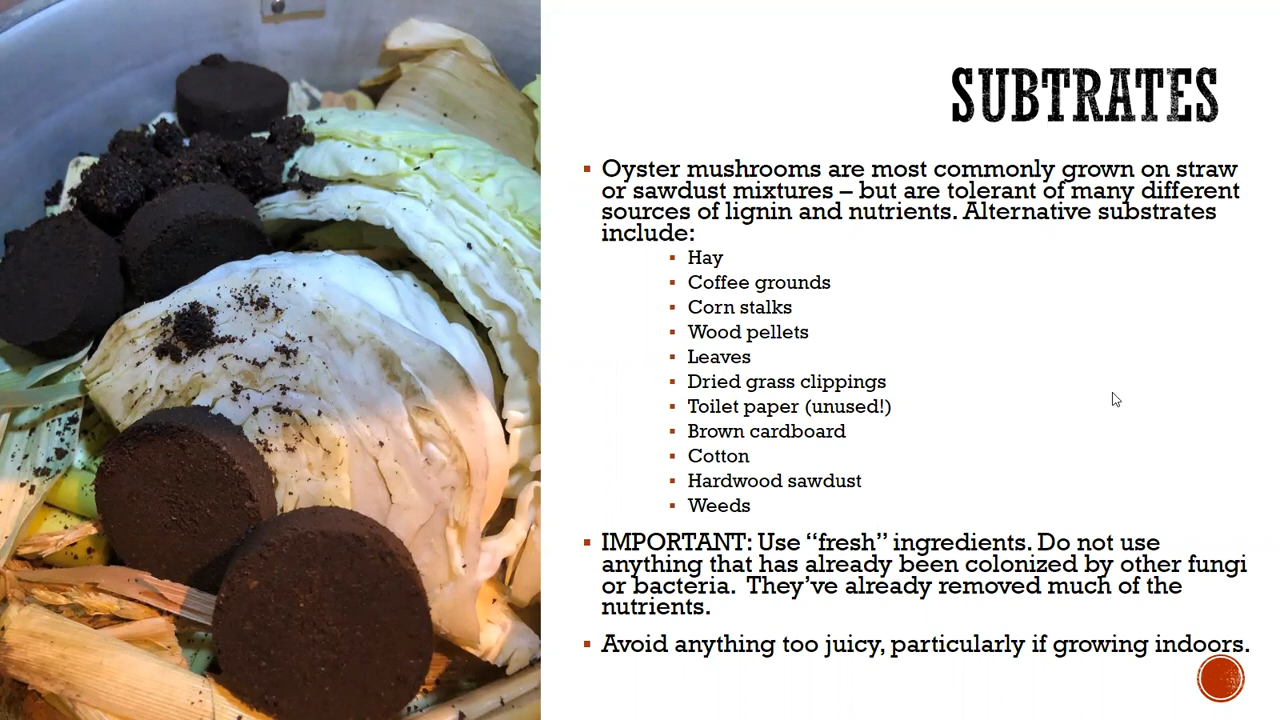 SUBTRATES
▪ Oyster mushrooms are most commonly grown on straw
or sawdust mixtures – but are tolerant of many different
sources of lignin and nutrients. Alternative substrates
include:
▪ Hay
▪ Coffee grounds
▪ Corn stalks
▪ Wood pellets
▪ Leaves
▪ Dried grass clippings
▪ Toilet paper (unused!)
▪ Brown cardboard
▪ Cotton
▪ Hardwood sawdust
▪ Weeds
▪ IMPORTANT: Use “fresh” ingredients. Do not use
anything that has already been colonized by other fungi
or bacteria.  They’ve already removed much of the
nutrients.
▪ Avoid anything too juicy, particularly if growing indoors.